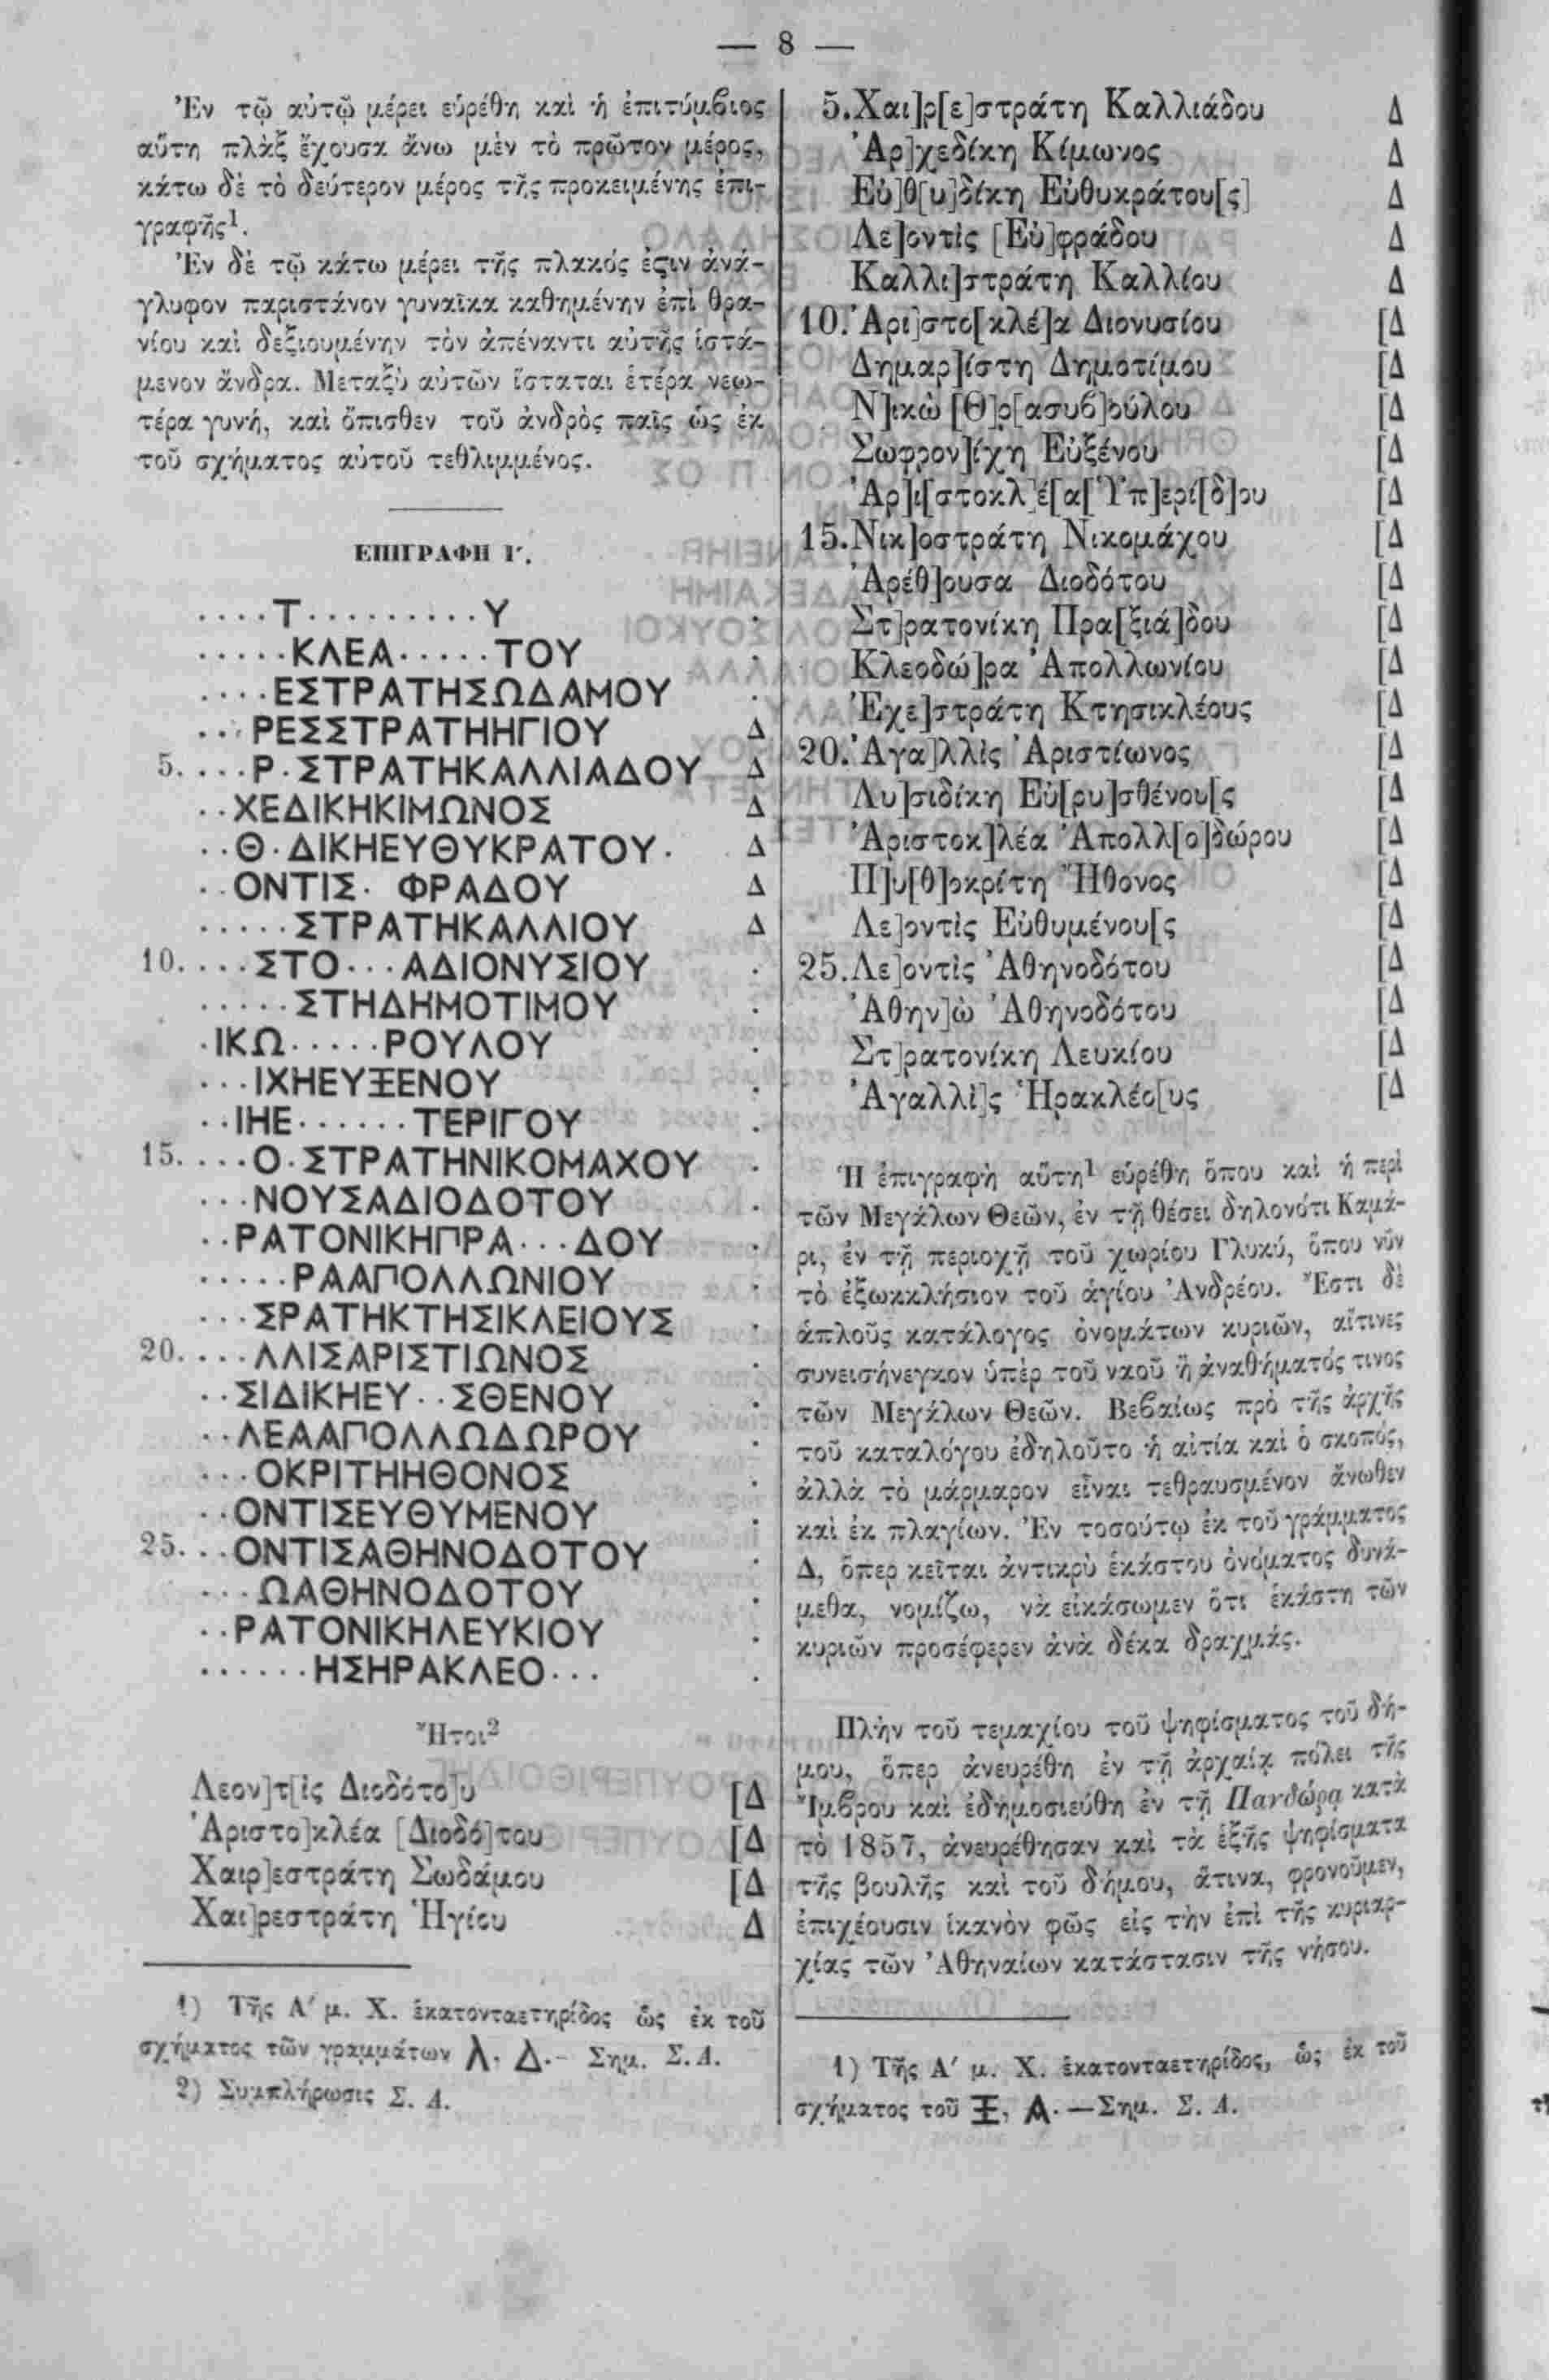 — 8 —
Ἐν τῷ αὐτῷ μέρει εὑρέθη καὶ ἡ ἐπιτύμβιος
αὕτη πλὰξ ἔχουσα ἄνω μὲν τὸ πρῶτον μέρος,
κάτω δὲ τὸ δεύτερον μέρος τῆς προκειμένης ἐπι-
γραφῆς¹.
Ἐν δὲ τῷ κάτω μέρει τῆς πλακός ἐςιν ἀνά-
γλυφον παριστάνον γυναῖκα καθημένην ἐπὶ θρα-
νίου καὶ δεξιουμένην τὸν ἀπέναντι αὐτῆς ἱστά-
μενον ἄνδρα. Μεταξὺ αὐτῶν ἵσταται ἑτέρα νεω-
τέρα γυνή, καὶ ὄπισθεν τοῦ ἀνδρὸς παῖς ὡς ἐκ
τοῦ σχήματος αὐτοῦ τεθλιμμένος.
ΕΠΙΓΡΑΦΗ Ι′.
····Τ·········Υ ·
·····ΚΛΕΑ·····ΤΟΥ ·
····ΕΣΤΡΑΤΗΣΩΔΑΜΟΥ ·
···ΡΕΣΣΤΡΑΤΗΗΓΙΟΥ Δ
5.····Ρ·ΣΤΡΑΤΗΚΑΛΛΙΑΔΟΥ Δ
··ΧΕΔΙΚΗΚΙΜΩΝΟΣ Δ
··Θ·ΔΙΚΗΕΥΘΥΚΡΑΤΟΥ· Δ
··ΟΝΤΙΣ· ΦΡΑΔΟΥ Δ
·····ΣΤΡΑΤΗΚΑΛΛΙΟΥ Δ
10.····ΣΤΟ···ΑΔΙΟΝΥΣΙΟΥ ·
·····ΣΤΗΔΗΜΟΤΙΜΟΥ ·
·ΙΚΩ·····ΡΟΥΛΟΥ ·
···ΙΧΗΕΥΞΕΝΟΥ ·
··ΙΗΕ······ΤΕΡΙΓΟΥ ·
15.····Ο·ΣΤΡΑΤΗΝΙΚΟΜΑΧΟΥ ·
···ΝΟΥΣΑΔΙΟΔΟΤΟΥ ·
··ΡΑΤΟΝΙΚΗΠΡΑ···ΔΟΥ ·
·····ΡΑΑΠΟΛΛΩΝΙΟΥ ·
···ΣΡΑΤΗΚΤΗΣΙΚΛΕΙΟΥΣ ·
20.····ΛΛΙΣΑΡΙΣΤΙΩΝΟΣ ·
··ΣΙΔΙΚΗΕΥ··ΣΘΕΝΟΥ ·
··ΛΕΑΑΠΟΛΛΩΔΩΡΟΥ ·
···ΟΚΡΙΤΗΗΘΟΝΟΣ ·
··ΟΝΤΙΣΕΥΘΥΜΕΝΟΥ ·
25.··ΟΝΤΙΣΑΘΗΝΟΔΟΤΟΥ ·
···ΩΑΘΗΝΟΔΟΤΟΥ ·
··ΡΑΤΟΝΙΚΗΛΕΥΚΙΟΥ ·
······ΗΣΗΡΑΚΛΕΟ··· ·
Ἤτοι²
Λεον]τ[ὶς Διοδότο]υ [Δ
Ἀριστο]κλέα [Διοδό]του [Δ
Χαιρ]εστράτη Σωδάμου [Δ
Χαι]ρεστράτη Ἡγίου Δ
1) Τῆς Α′ μ. Χ. ἑκατονταετηρίδος ὡς ἐκ τοῦ
σχήματος τῶν γραμμάτων Λ, Δ.— Σημ. Σ. Α.
2) Συμπλήρωσις Σ. Α.
5.Χαι]ρ[ε]στράτη Καλλιάδου Δ
Ἀρ]χεδίκη Κίμωνος Δ
Εὐ]θ[υ]δίκη Εὐθυκράτου[ς] Δ
Λε]οντὶς [Εὐ]φράδου Δ
Καλλι]στράτη Καλλίου Δ
10.Ἀρι]στο[κλέ]α Διονυσίου [Δ
Δημαρ]ίστη Δημοτίμου [Δ
Ν]ικὼ [Θ]ρ[ασυβ]ούλου [Δ
Σωφρον]ίχη Εὐξένου [Δ
Ἀρ]ι[στοκλ]έ[α[Ὑπ]ερί[δ]ου [Δ
15.Νικ]οστράτη Νικομάχου [Δ
Ἀρέθ]ουσα Διοδότου [Δ
Στ]ρατονίκη Πρα[ξιά]δου [Δ
Κλεοδώ]ρα Ἀπολλωνίου [Δ
Ἐχε]στράτη Κτησικλέους [Δ
20.Ἀγα]λλὶς Ἀριστίωνος [Δ
Λυ]σιδίκη Εὐ[ρυ]σθένου[ς [Δ
Ἀριστοκ]λέα Ἀπολλ[ο]δώρου [Δ
Π]υ[θ]οκρίτη Ἤθονος [Δ
Λε]οντὶς Εὐθυμένου[ς [Δ
25.Λε]οντὶς Ἀθηνοδότου [Δ
Ἀθην]ὼ Ἀθηνοδότου [Δ
Στ]ρατονίκη Λευκίου [Δ
Ἀγαλλὶ]ς Ἡρακλέο[υς [Δ
Ἡ ἐπιγραφὴ αὕτη¹ εὑρέθη ὅπου καὶ ἡ περὶ
τῶν Μεγάλων Θεῶν, ἐν τῇ θέσει δηλονότι Καμά-
ρι, ἐν τῇ περιοχῇ τοῦ χωρίου Γλυκύ, ὅπου νῦν
τὸ ἐξωκκλήσιον τοῦ ἁγίου Ἀνδρέου. Ἔστι δὲ
ἁπλοῦς κατάλογος ὀνομάτων κυριῶν, αἵτινες
συνεισήνεγκον ὑπὲρ τοῦ ναοῦ ἢ ἀναθήματός τινος
τῶν Μεγάλων Θεῶν. Βεβαίως πρὸ τῆς ἀρχῆς
τοῦ καταλόγου ἐδηλοῦτο ἡ αἰτία καὶ ὁ σκοπός,
ἀλλὰ τὸ μάρμαρον εἶναι τεθραυσμένον ἄνωθεν
καὶ ἐκ πλαγίων. Ἐν τοσούτῳ ἐκ τοῦ γράμματος
Δ, ὅπερ κεῖται ἀντικρὺ ἑκάστου ὀνόματος δυνά-
μεθα, νομίζω, νὰ εἰκάσωμεν ὅτι ἑκάστη τῶν
κυριῶν προσέφερεν ἀνὰ δέκα δραχμάς.
Πλὴν τοῦ τεμαχίου τοῦ ψηφίσματος τοῦ δή-
μου, ὅπερ ἀνευρέθη ἐν τῇ ἀρχαίᾳ πόλει τῆς
Ἴμβρου καὶ ἐδημοσιεύθη ἐν τῇ Πανδώρᾳ κατὰ
τὸ 1857, ἀνευρέθησαν καὶ τὰ ἑξῆς ψηφίσματα
τῆς βουλῆς καὶ τοῦ δήμου, ἅτινα, φρονοῦμεν,
ἐπιχέουσιν ἱκανὸν φῶς εἰς τὴν ἐπὶ τῆς κυριαρ-
χίας τῶν Ἀθηναίων κατάστασιν τῆς νήσου.
1) Τῆς Α′ μ. Χ. ἑκατονταετηρίδος, ὡς ἐκ τοῦ
σχήματος τοῦ Ξ, Α.—Σημ. Σ. Α.